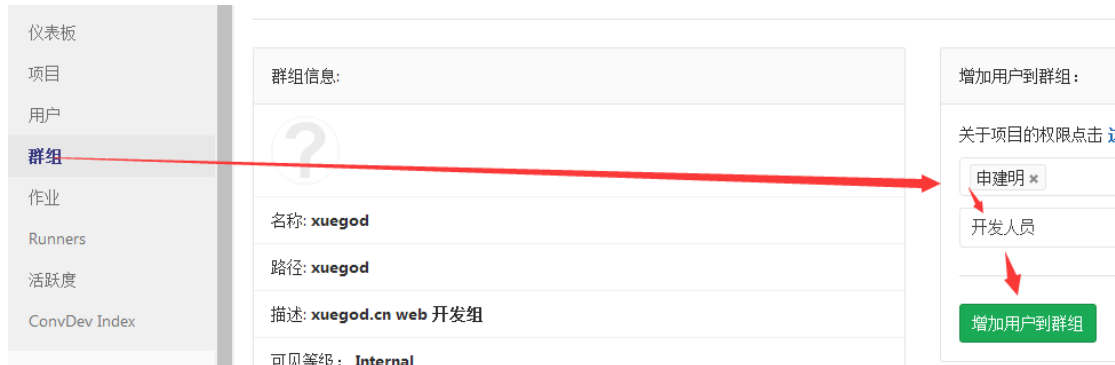 仪表板
项目
用户
群组
作业
Runners
活跃度
ConvDev Index
群组信息:
?
名称: xuegod
路径: xuegod
描述: xuegod.cn web 开发组
可见等级： Internal
增加用户到群组：
关于项目的权限点击
申建明 ×
开发人员
增加用户到群组